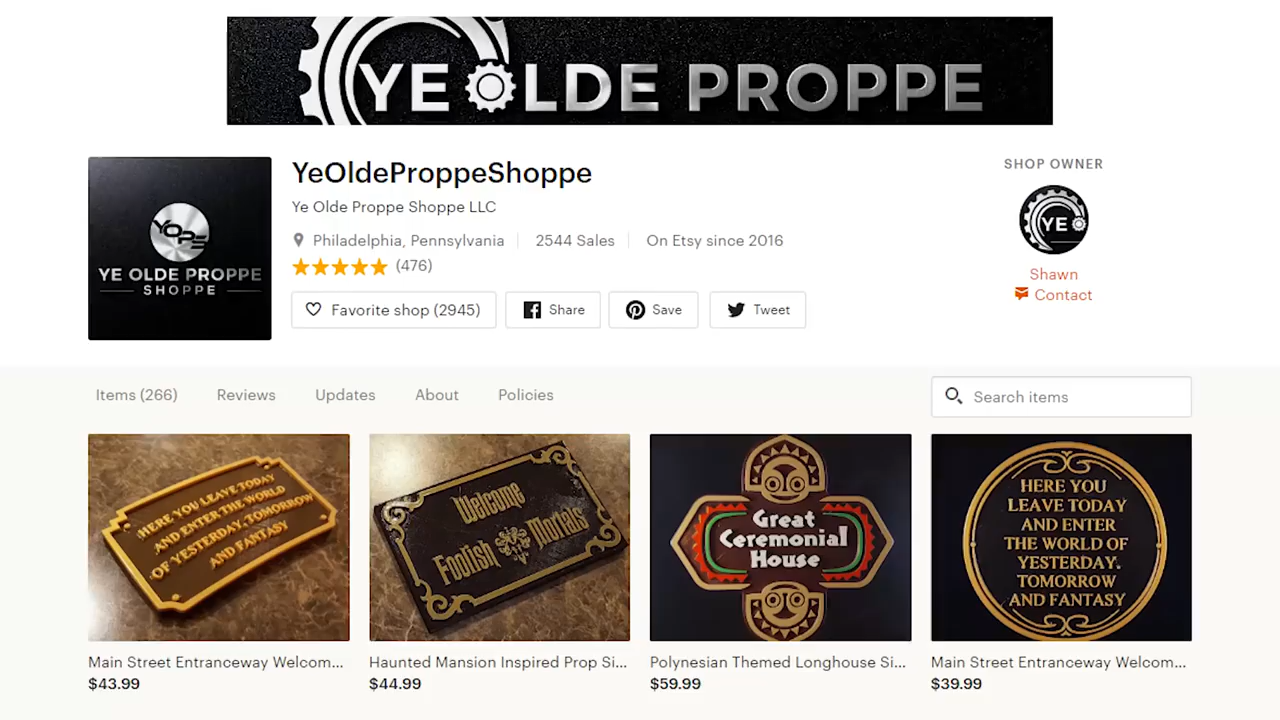 YE OLDE PROPPE
YOPS
YE OLDE PROPPE
SHOPPE
YeOldeProppeShoppe
Ye Olde Proppe Shoppe LLC
Philadelphia, Pennsylvania
2544 Sales
On Etsy since 2016
(476)
Favorite shop (2945)
Share
Save
Tweet
SHOP OWNER
YE O
Shawn
Contact
Items (266)
Reviews
Updates
About
Policies
Search items
HERE YOU LEAVE TODAY
AND ENTER THE WORLD
OF YESTERDAY, TOMORROW
AND FANTASY
Welcome
Foolish Mortals
Great
Ceremonial
House
HERE YOU
LEAVE TODAY
AND ENTER
THE WORLD OF
YESTERDAY.
TOMORROW
AND FANTASY
Main Street Entranceway Welcom...
$43.99
Haunted Mansion Inspired Prop Si...
$44.99
Polynesian Themed Longhouse Si...
$59.99
Main Street Entranceway Welcom...
$39.99